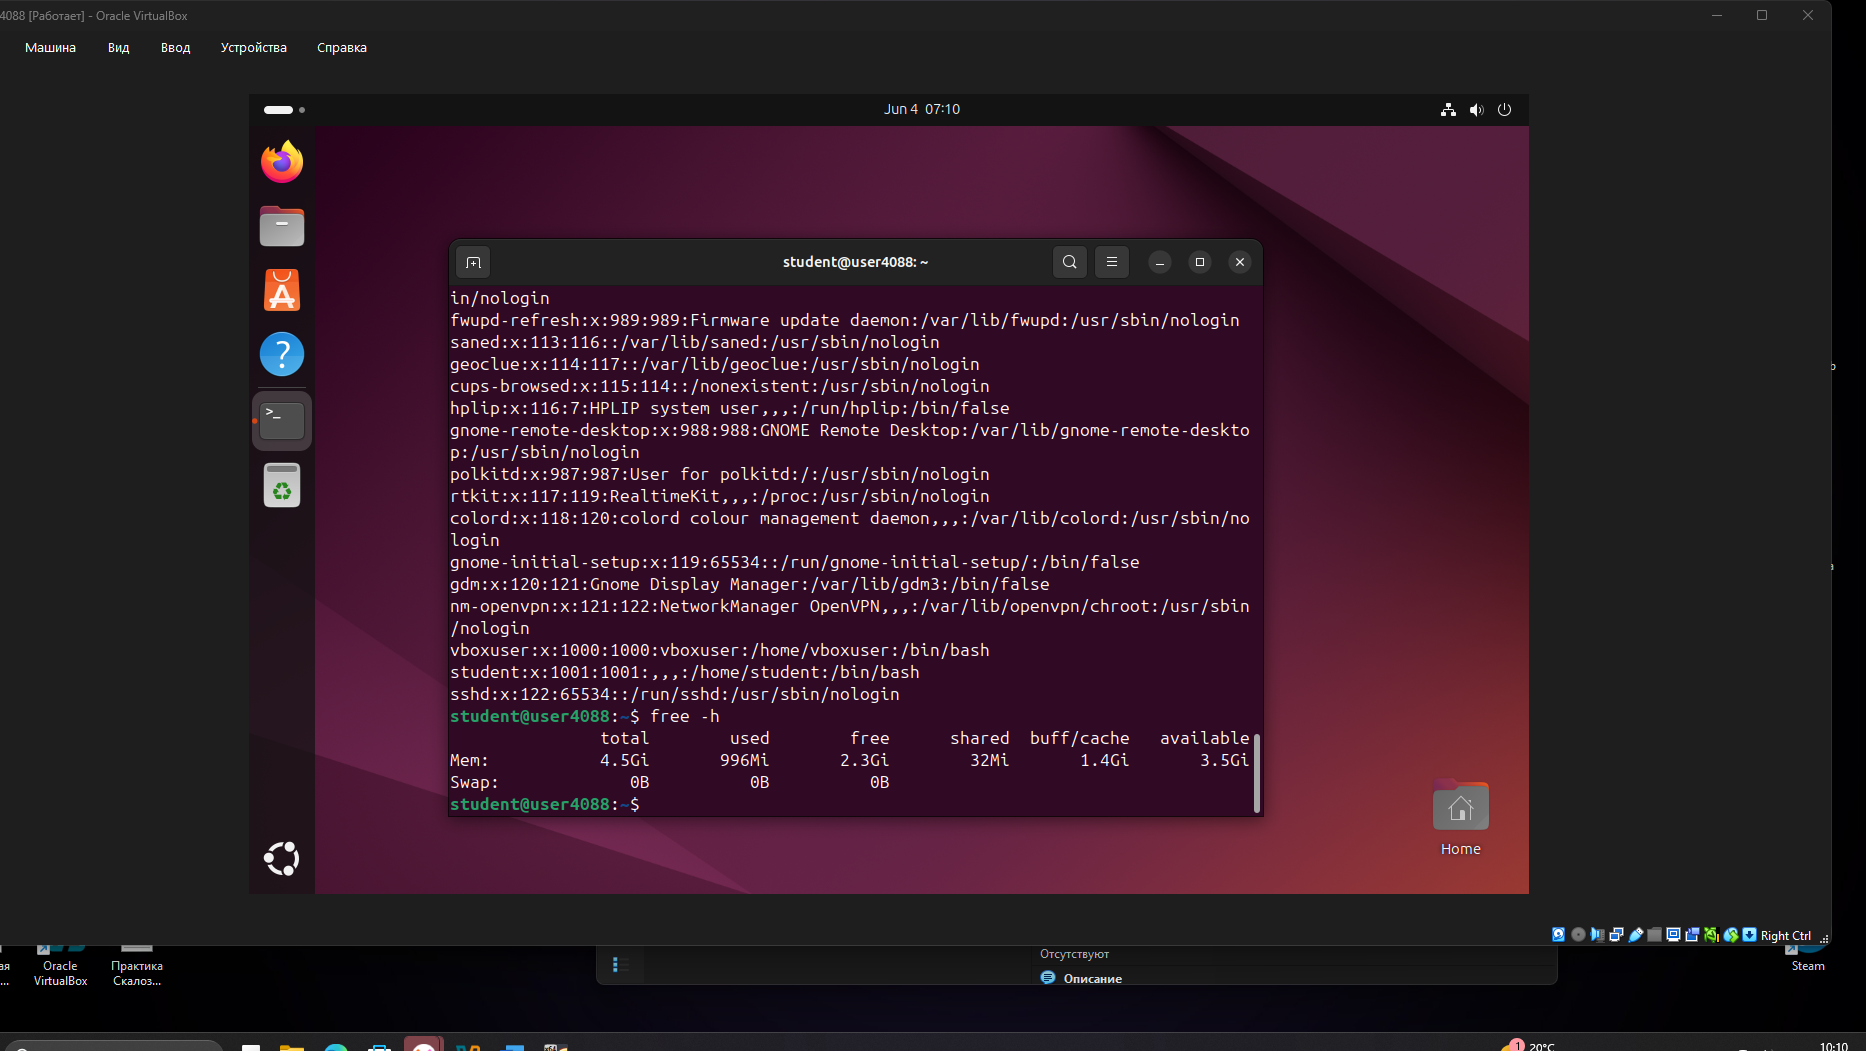 4088 [Работает] - Oracle VirtualBox
Машина Вид Ввод Устройства Справка
Jun 4 07:10
student@user4088: ~
in/nologin
fwupd-refresh:x:989:989:Firmware update daemon:/var/lib/fwupd:/usr/sbin/nologin
saned:x:113:116::/var/lib/saned:/usr/sbin/nologin
geoclue:x:114:117::/var/lib/geoclue:/usr/sbin/nologin
cups-browsed:x:115:114::/nonexistent:/usr/sbin/nologin
hplip:x:116:7:HPLIP system user,,,:/run/hplip:/bin/false
gnome-remote-desktop:x:988:988:GNOME Remote Desktop:/var/lib/gnome-remote-deskto
p:/usr/sbin/nologin
polkitd:x:987:987:User for polkitd:/:/usr/sbin/nologin
rtkit:x:117:119:RealtimeKit,,,:/proc:/usr/sbin/nologin
colord:x:118:120:colord colour management daemon,,,:/var/lib/colord:/usr/sbin/no
login
gnome-initial-setup:x:119:65534::/run/gnome-initial-setup/:/bin/false
gdm:x:120:121:Gnome Display Manager:/var/lib/gdm3:/bin/false
nm-openvpn:x:121:122:NetworkManager OpenVPN,,,:/var/lib/openvpn/chroot:/usr/sbin
/nologin
vboxuser:x:1000:1000:vboxuser:/home/vboxuser:/bin/bash
student:x:1001:1001:,,,:/home/student:/bin/bash
sshd:x:122:65534::/run/sshd:/usr/sbin/nologin
student@user4088:~$ free -h
total used free shared buff/cache available
Mem: 4.5Gi 996Mi 2.3Gi 32Mi 1.4Gi 3.5Gi
Swap: 0B 0B 0B
student@user4088:~$
Home
Right Ctrl
Отсутствуют
Описание
ая
...
Oracle
VirtualBox
Практика
Скалоз...
Steam
1
20°C
10:10